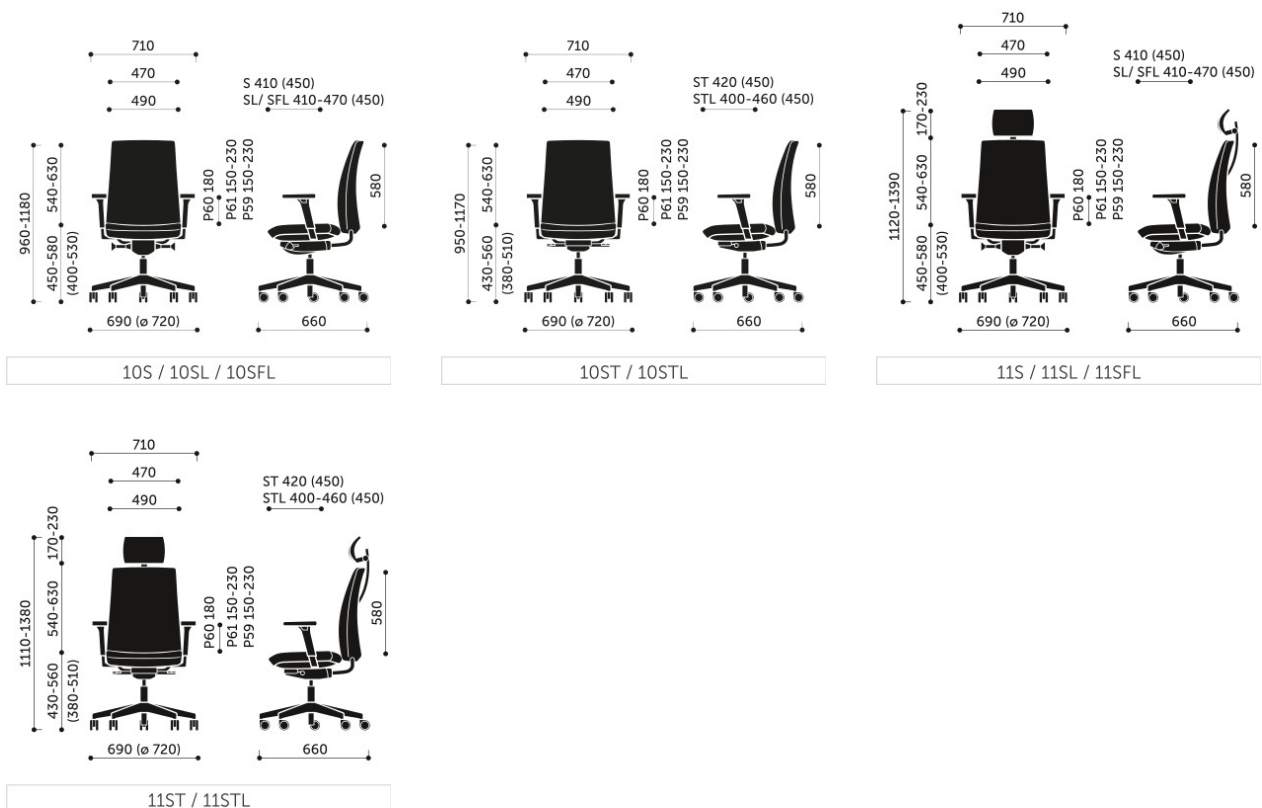 710
470
490
S 410 (450)
SL/ SFL 410-470 (450)
960-1180
540-630
450-580
(400-530)
P60 180
P61 150-230
P59 150-230
580
690 (ø 720)
660
10S / 10SL / 10SFL
710
470
490
ST 420 (450)
STL 400-460 (450)
950-1170
540-630
430-560
(380-510)
P60 180
P61 150-230
P59 150-230
580
690 (ø 720)
660
10ST / 10STL
710
470
490
S 410 (450)
SL/ SFL 410-470 (450)
1120-1390
170-230
540-630
450-580
(400-530)
P60 180
P61 150-230
P59 150-230
580
690 (ø 720)
660
11S / 11SL / 11SFL
710
470
490
ST 420 (450)
STL 400-460 (450)
1110-1380
170-230
540-630
430-560
(380-510)
P60 180
P61 150-230
P59 150-230
580
690 (ø 720)
660
11ST / 11STL